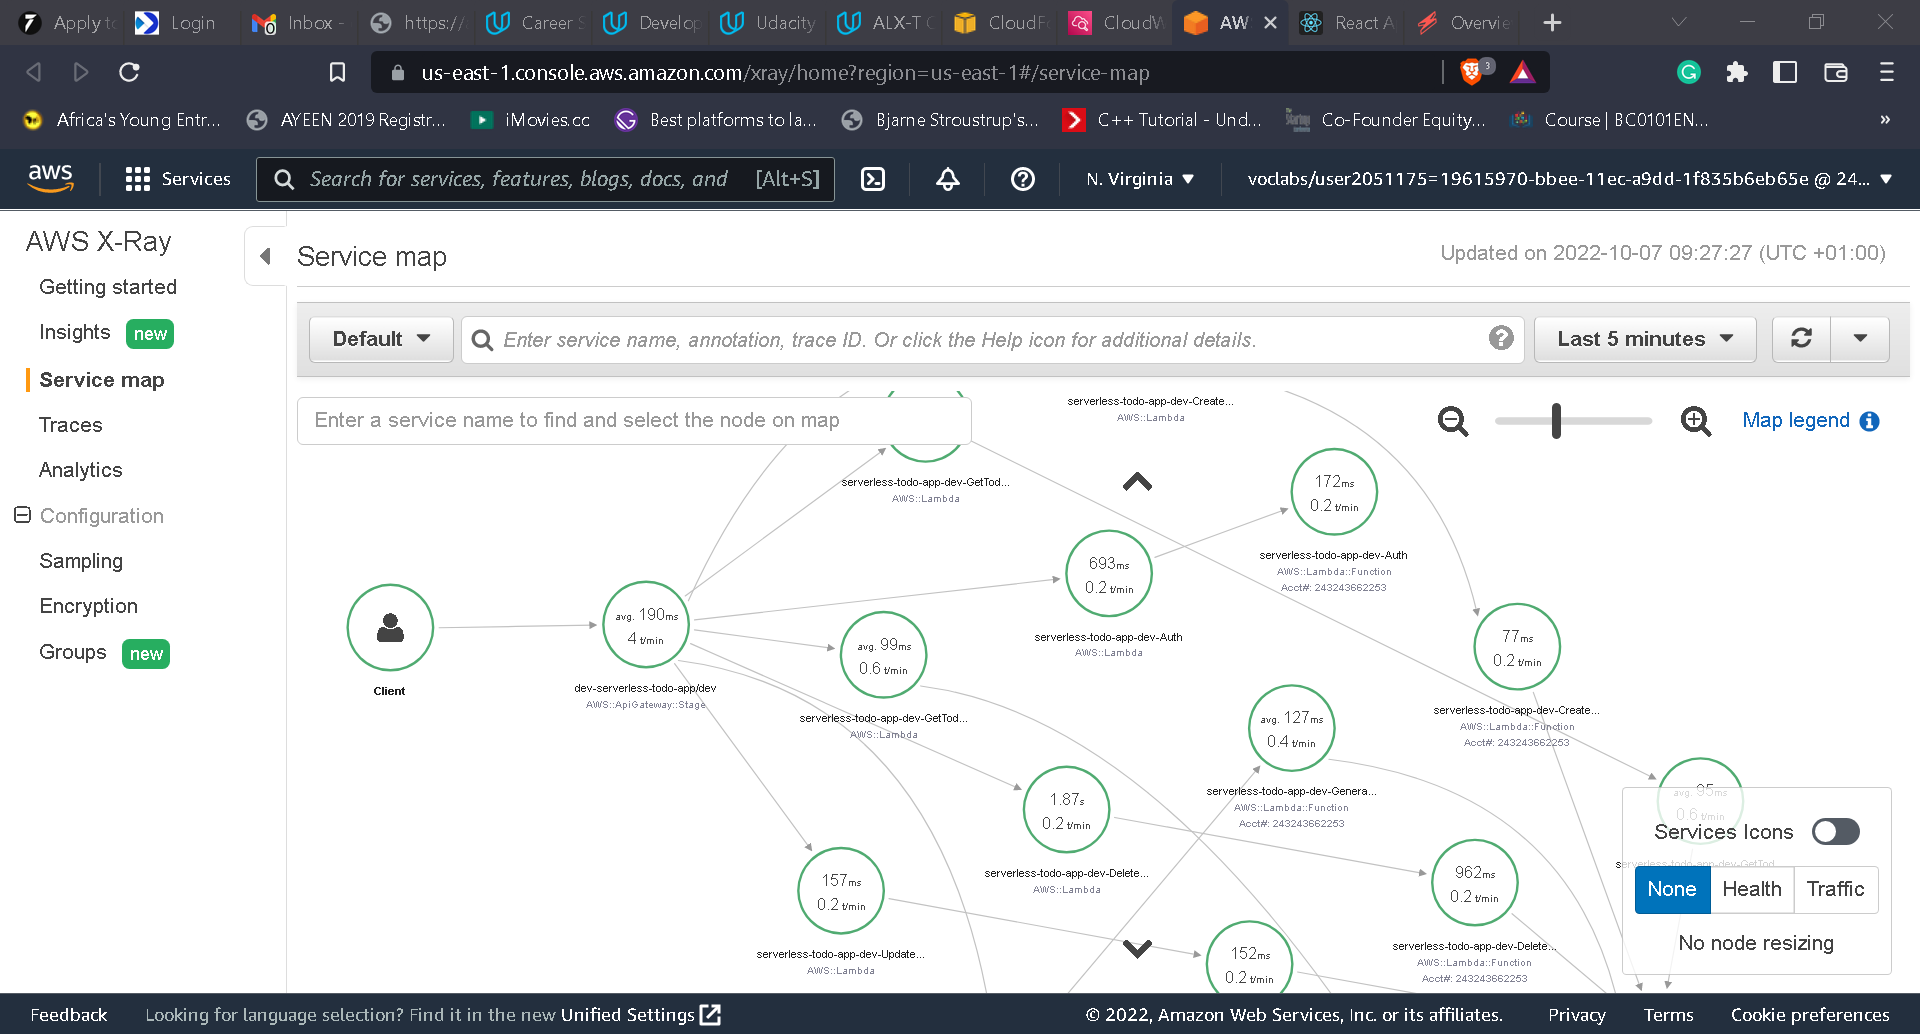 Apply to
Login
Inbox -
https://
Career S
Develop
Udacity
ALX-T C
CloudFo
CloudW
AW
React A
Overvie
us-east-1.console.aws.amazon.com/xray/home?region=us-east-1#/service-map
3
Africa's Young Entr...
AYEEN 2019 Registr...
iMovies.cc
Best platforms to la...
Bjarne Stroustrup's...
C++ Tutorial - Und...
Co-Founder Equity...
Course | BC0101EN...
»
aws
Services
Search for services, features, blogs, docs, and
[Alt+S]
N. Virginia
voclabs/user2051175=19615970-bbee-11ec-a9dd-1f835b6eb65e @ 24...
AWS X-Ray
Getting started
Insights new
Service map
Traces
Analytics
Configuration
Sampling
Encryption
Groups new
Service map
Updated on 2022-10-07 09:27:27 (UTC +01:00)
Default
Enter service name, annotation, trace ID. Or click the Help icon for additional details.
Last 5 minutes
Enter a service name to find and select the node on map
Map legend
serverless-todo-app-dev-Create...
AWS::Lambda
serverless-todo-app-dev-GetTod...
AWS::Lambda
172ms
0.2 t/min
serverless-todo-app-dev-Auth
AWS::Lambda::Function
Acct#: 243243662253
693ms
0.2 t/min
serverless-todo-app-dev-Auth
AWS::Lambda
Client
avg. 190ms
4 t/min
dev-serverless-todo-app/dev
AWS::ApiGateway::Stage
avg. 99ms
0.6 t/min
serverless-todo-app-dev-GetTod...
AWS::Lambda
77ms
0.2 t/min
serverless-todo-app-dev-Create...
AWS::Lambda::Function
Acct#: 243243662253
avg. 127ms
0.4 t/min
serverless-todo-app-dev-Genera...
AWS::Lambda::Function
Acct#: 243243662253
1.87s
0.2 t/min
serverless-todo-app-dev-Delete...
AWS::Lambda
avg. 95ms
0.6 t/min
serverless-todo-app-dev-GetTod
157ms
0.2 t/min
serverless-todo-app-dev-Update...
AWS::Lambda
962ms
0.2 t/min
serverless-todo-app-dev-Delete...
AWS::Lambda::Function
Acct#: 243243662253
152ms
0.2 t/min
Services Icons
None
Health
Traffic
No node resizing
Feedback
Looking for language selection? Find it in the new Unified Settings
© 2022, Amazon Web Services, Inc. or its affiliates.
Privacy
Terms
Cookie preferences